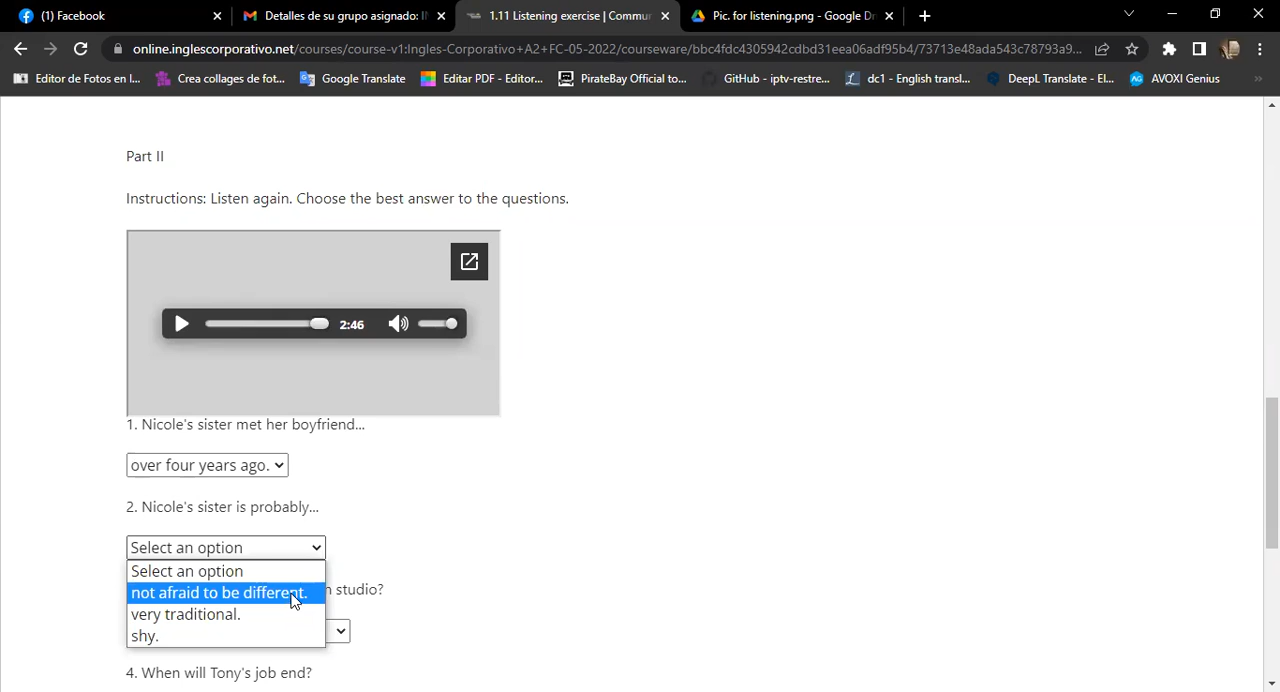 (1) Facebook
Detalles de su grupo asignado: I
1.11 Listening exercise | Commu
Pic. for listening.png - Google D
online.inglescorporativo.net/courses/course-v1:Ingles-Corporativo+A2+FC-05-2022/courseware/bbc4fdc4305942cdbd31eea06adf95b4/73713e48ada543c78793a9...
Editor de Fotos en l...
Crea collages de fot...
Google Translate
Editar PDF - Editor...
PirateBay Official to...
GitHub - iptv-restre...
dc1 - English transl...
DeepL Translate - El...
AVOXI Genius
»
Part II
Instructions: Listen again. Choose the best answer to the questions.
2:46
1. Nicole's sister met her boyfriend...
over four years ago.
2. Nicole's sister is probably...
Select an option
Select an option
not afraid to be different.
n studio?
very traditional.
shy.
4. When will Tony's job end?